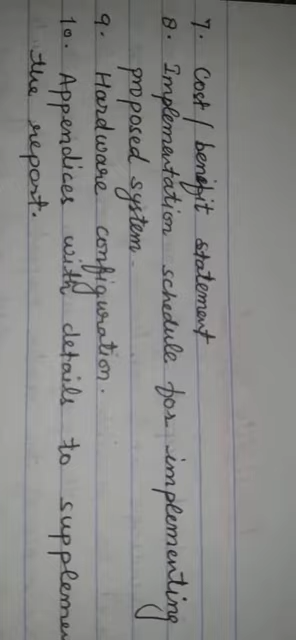 7. Cost/ benefit statement
8. Implementation schedule for implementing
proposed system.
9. Hardware configuration.
10. Appendices with details to suppleme
the report.